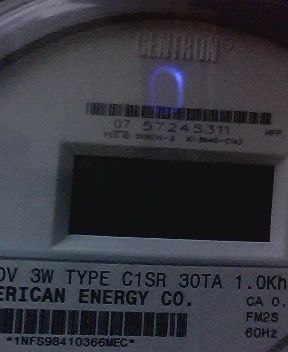 CENTRON
07 57245311
0V 3W TYPE C1SR 30TA 1.0Kh
ERICAN ENERGY CO.
CA 0.
FM2S
60Hz
*1NFS98410366MEC*